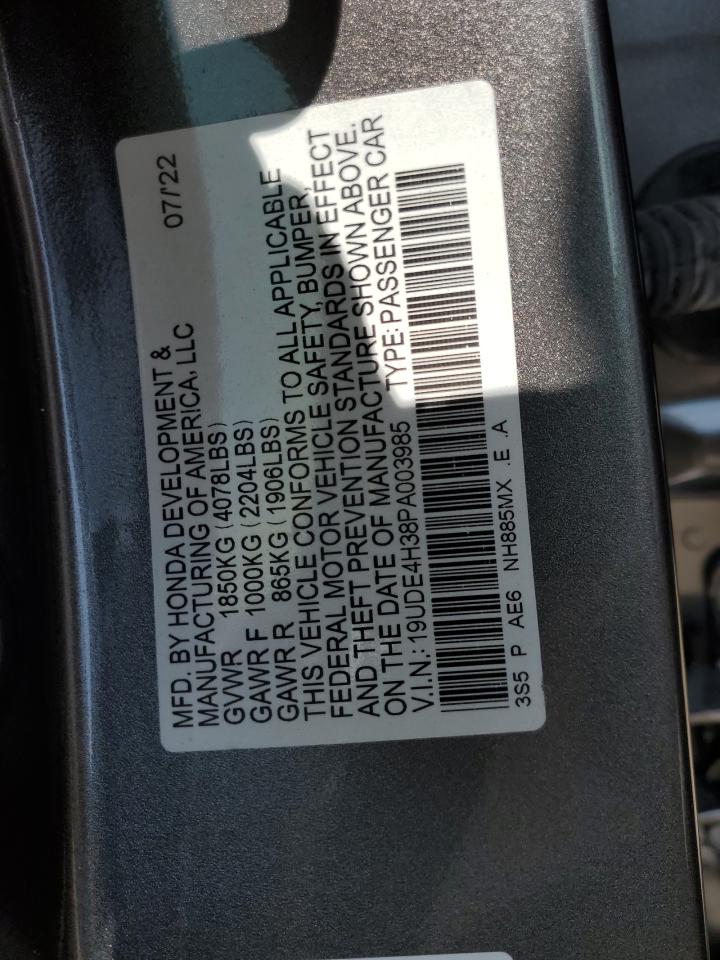 MFD. BY HONDA DEVELOPMENT & 07/'22
MANUFACTURING OF AMERICA, LLC
GVWR 1850KG (4078LBS)
GAWR F 1000KG (2204LBS)
GAWR R 865KG (1906LBS)
THIS VEHICLE CONFORMS TO ALL APPLICABLE
FEDERAL MOTOR VEHICLE SAFETY, BUMPER,
AND THEFT PREVENTION STANDARDS IN EFFECT
ON THE DATE OF MANUFACTURE SHOWN ABOVE.
V.I.N.: 19UDE4H38PA003985 TYPE: PASSENGER CAR
3S5 P AE6 NH885MX .E .A